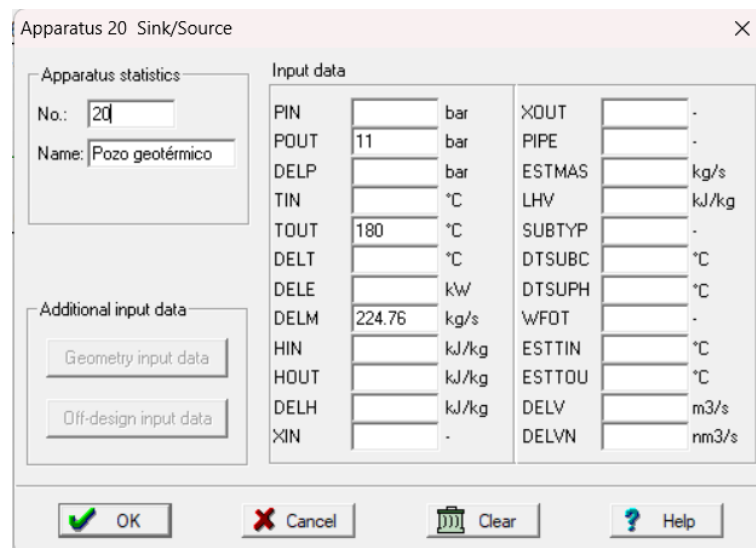 Apparatus 20 Sink/Source
Apparatus statistics
No.: 20
Name: Pozo geotérmico
Additional input data
Geometry input data
Off-design input data
Input data
PIN bar
POUT 11 bar
DELP bar
TIN °C
TOUT 180 °C
DELT °C
DELE kW
DELM 224.76 kg/s
HIN kJ/kg
HOUT kJ/kg
DELH kJ/kg
XIN -
XOUT -
PIPE -
ESTMAS kg/s
LHV kJ/kg
SUBTYP -
DTSUBC °C
DTSUPH °C
WFOT -
ESTTIN °C
ESTTOU °C
DELV m3/s
DELVN nm3/s
OK
Cancel
Clear
Help